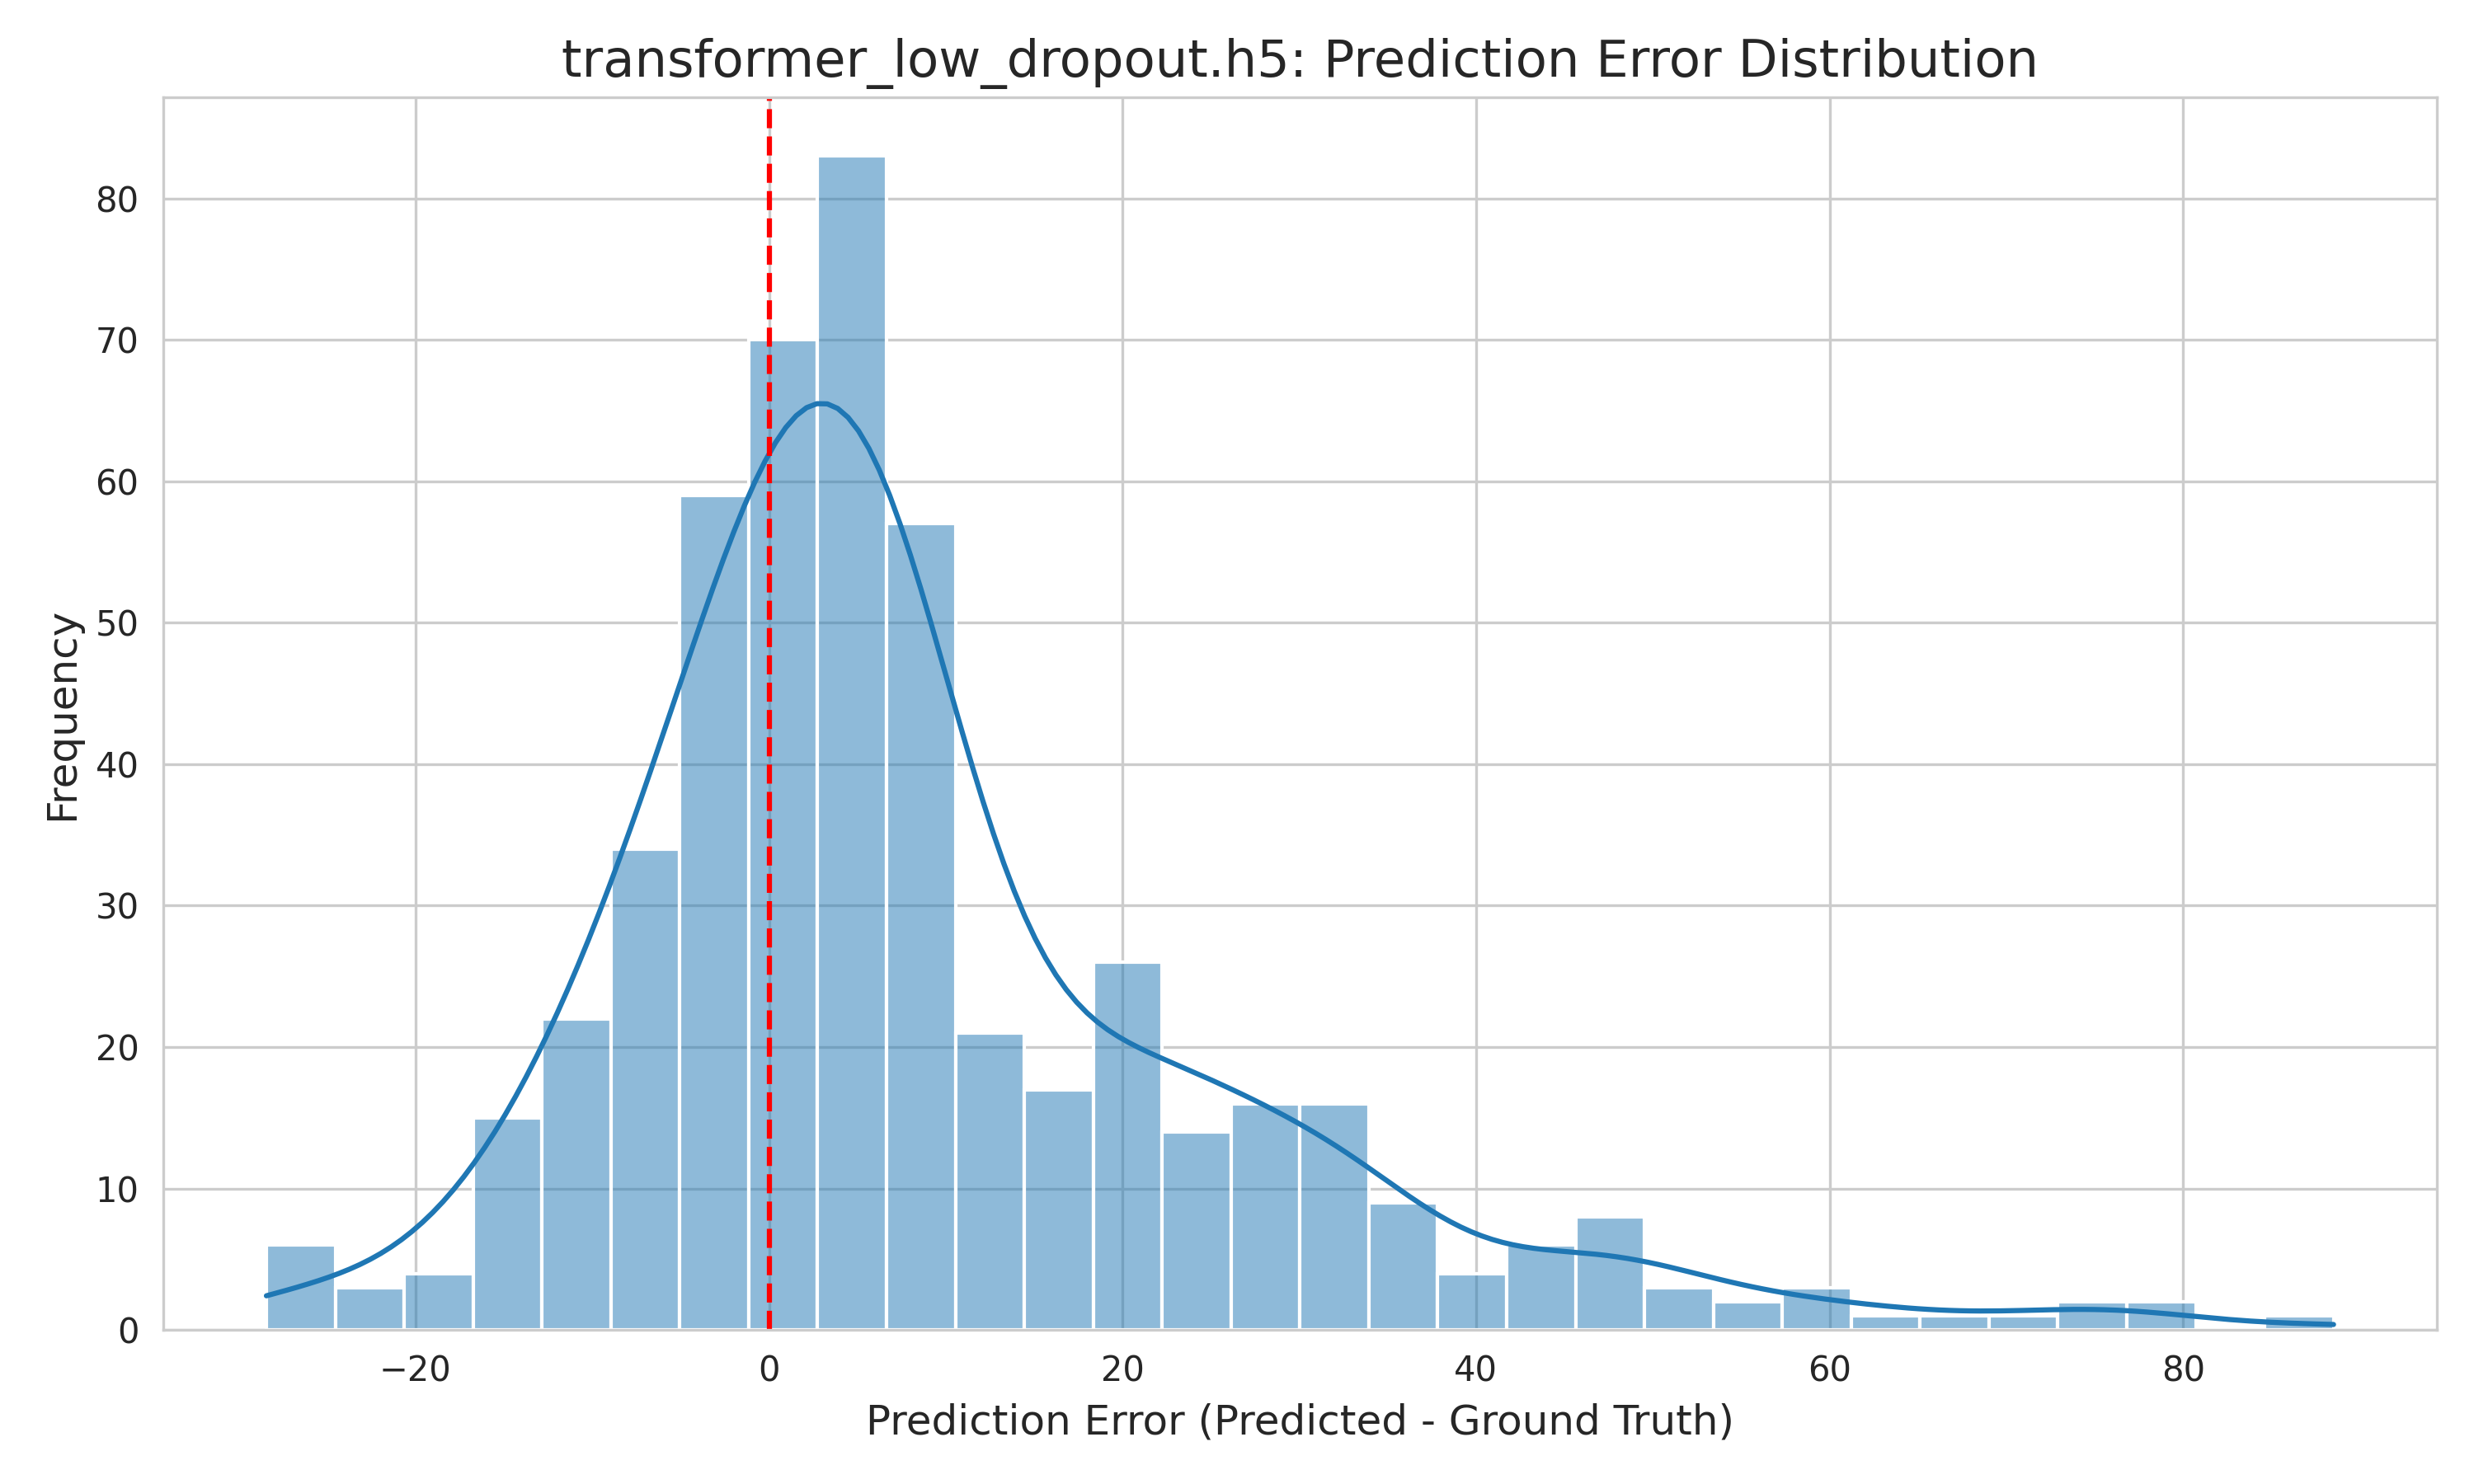 transformer_low_dropout.h5: Prediction Error Distribution
Frequency
80
70
60
50
40
30
20
10
0
−20 0 20 40 60 80
Prediction Error (Predicted - Ground Truth)